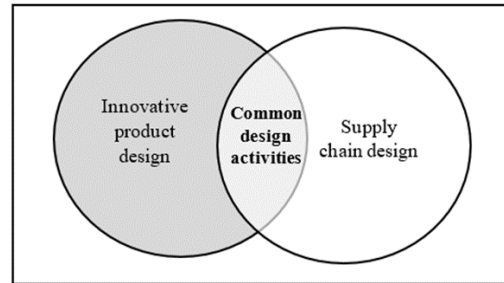 Innovative
product
design
Common
design
activities
Supply
chain design